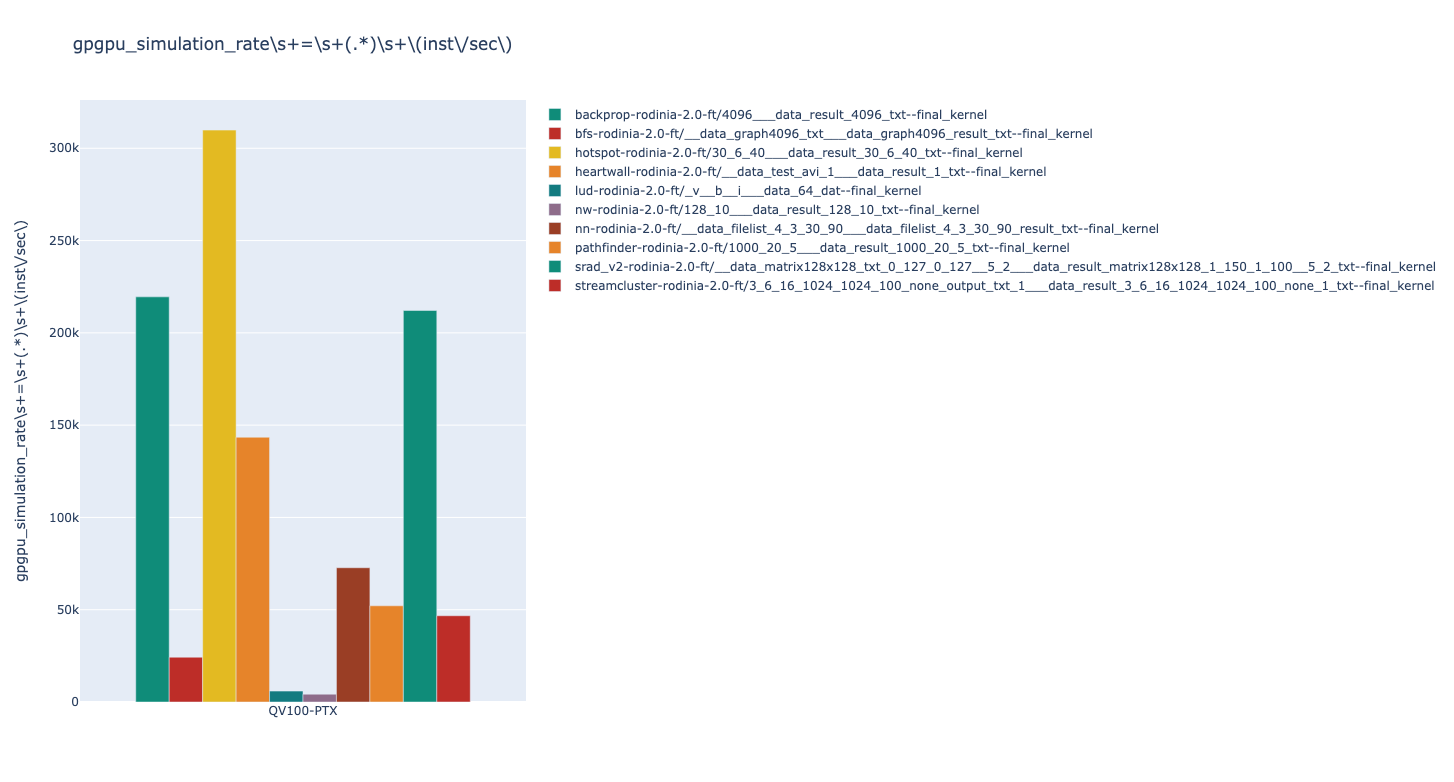 gpgpu_simulation_rate\s+=\s+(.*)\s+\(inst\/sec\)
gpgpu_simulation_rate\s+=\s+(.*)\s+\(inst\/sec\)
300k
250k
200k
150k
100k
50k
0
QV100-PTX
backprop-rodinia-2.0-ft/4096___data_result_4096_txt--final_kernel
bfs-rodinia-2.0-ft/__data_graph4096_txt___data_graph4096_result_txt--final_kernel
hotspot-rodinia-2.0-ft/30_6_40___data_result_30_6_40_txt--final_kernel
heartwall-rodinia-2.0-ft/__data_test_avi_1___data_result_1_txt--final_kernel
lud-rodinia-2.0-ft/_v__b__i___data_64_dat--final_kernel
nw-rodinia-2.0-ft/128_10___data_result_128_10_txt--final_kernel
nn-rodinia-2.0-ft/__data_filelist_4_3_30_90___data_filelist_4_3_30_90_result_txt--final_kernel
pathfinder-rodinia-2.0-ft/1000_20_5___data_result_1000_20_5_txt--final_kernel
srad_v2-rodinia-2.0-ft/__data_matrix128x128_txt_0_127_0_127__5_2___data_result_matrix128x128_1_150_1_100__5_2_txt--final_kernel
streamcluster-rodinia-2.0-ft/3_6_16_1024_1024_100_none_output_txt_1___data_result_3_6_16_1024_1024_100_none_1_txt--final_kernel